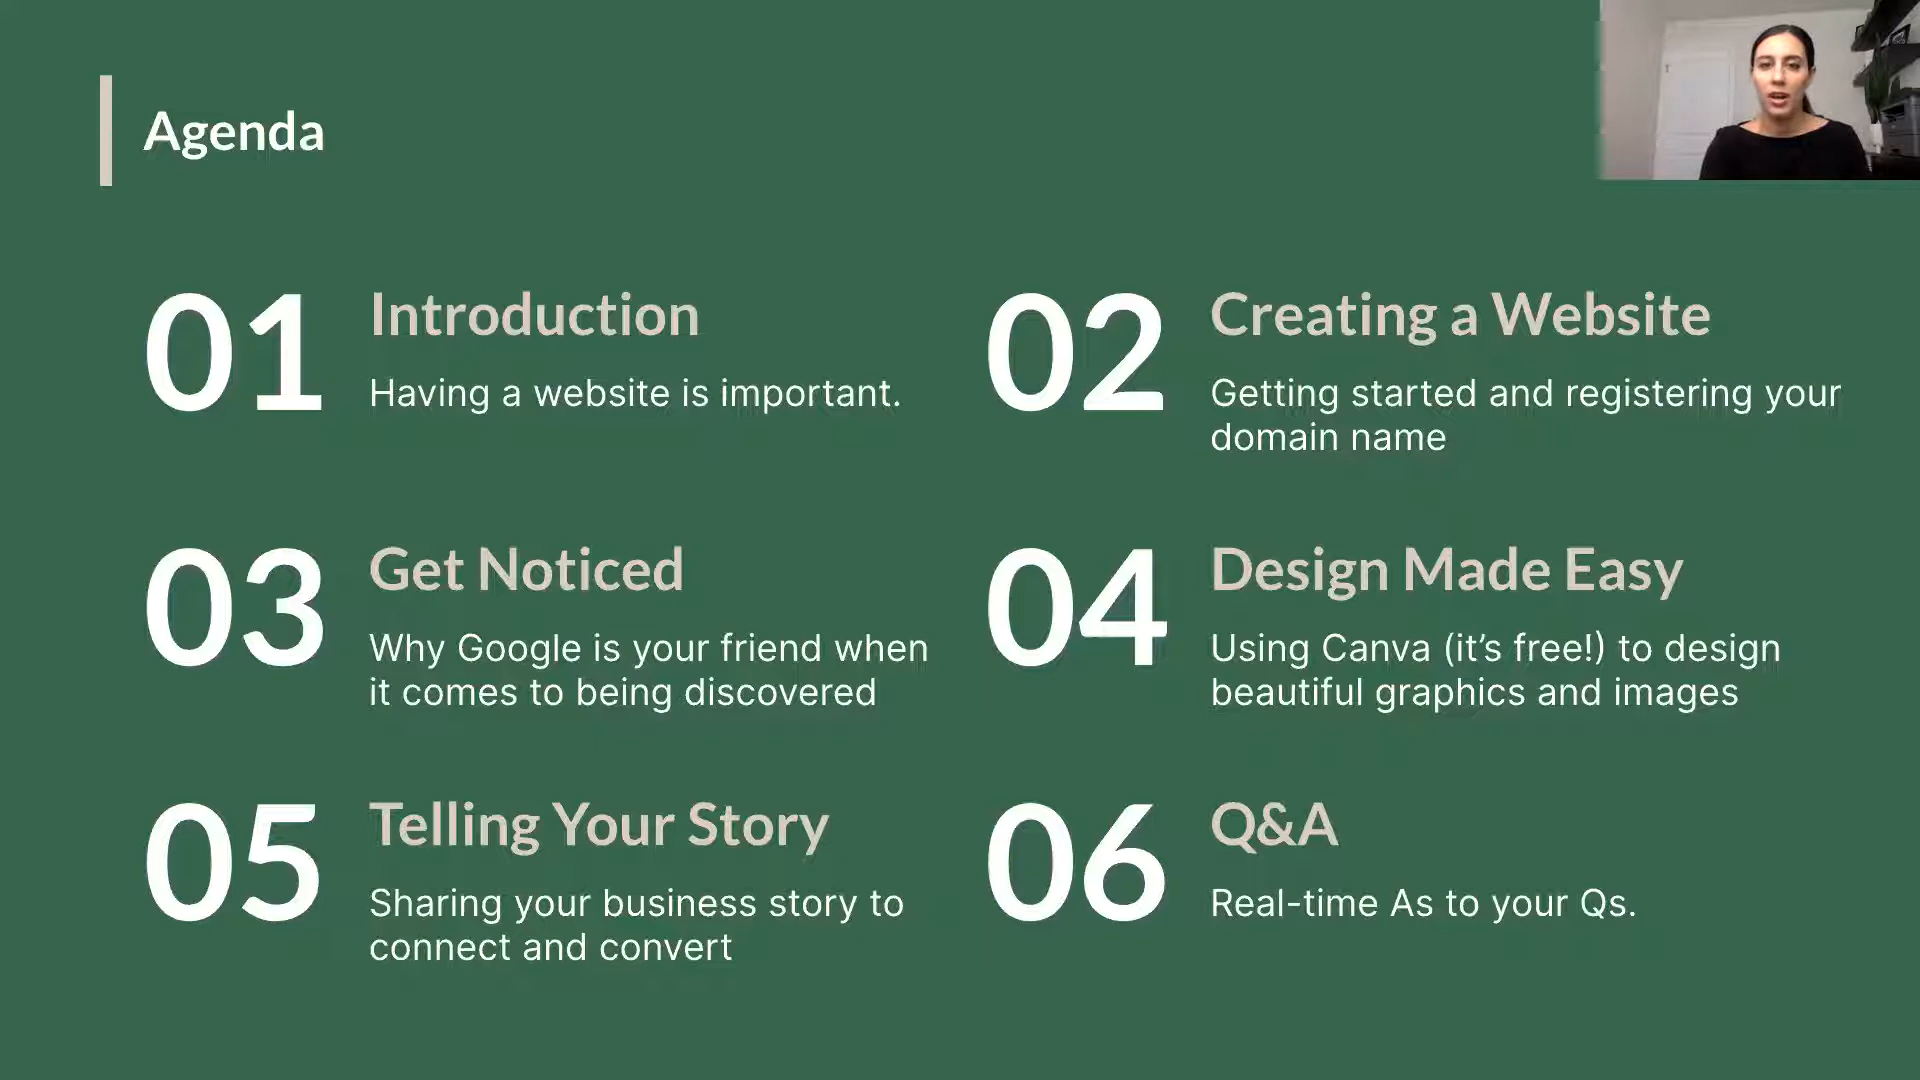 Agenda
01
Introduction
Having a website is important.
02
Creating a Website
Getting started and registering your
domain name
03
Get Noticed
Why Google is your friend when
it comes to being discovered
04
Design Made Easy
Using Canva (it’s free!) to design
beautiful graphics and images
05
Telling Your Story
Sharing your business story to
connect and convert
06
Q&A
Real-time As to your Qs.